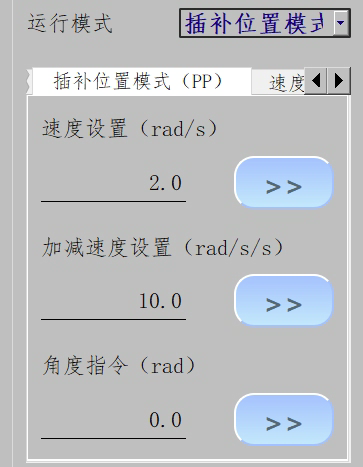 运行模式 插补位置模式
插补位置模式（PP） 速度
速度设置（rad/s）
2.0 >>
加减速度设置（rad/s/s）
10.0 >>
角度指令（rad）
0.0 >>